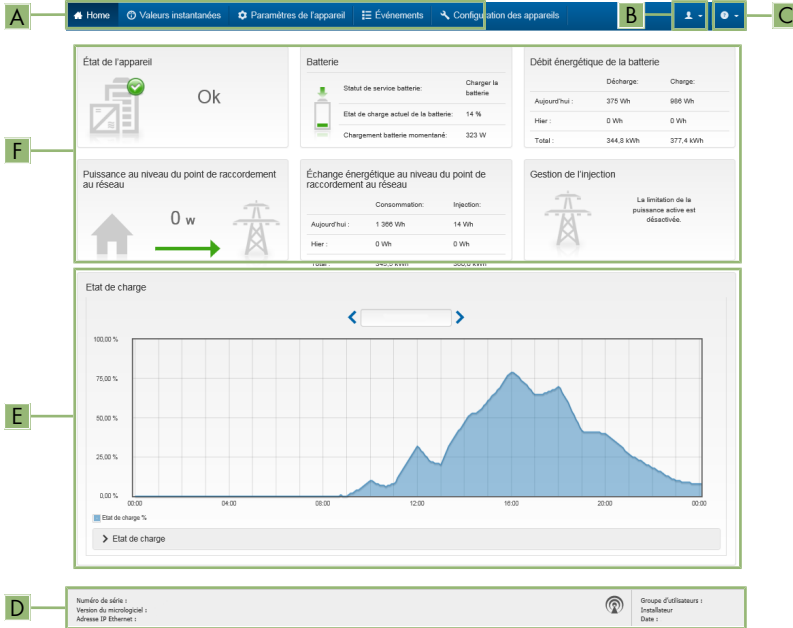 A
Home Valeurs instantanées Paramètres de l'appareil Événements Configuration des appareils
B
C
État de l'appareil
Ok
Batterie
Statut de service batterie: Charger la batterie
Etat de charge actuel de la batterie: 14 %
Chargement batterie momentané: 323 W
Débit énergétique de la batterie
Décharge: Charge:
Aujourd'hui : 375 Wh 986 Wh
Hier : 0 Wh 0 Wh
Total : 344,8 kWh 377,4 kWh
F
Puissance au niveau du point de raccordement
au réseau
0 w
Échange énergétique au niveau du point de
raccordement au réseau
Consommation: Injection:
Aujourd'hui : 1 366 Wh 14 Wh
Hier : 0 Wh 0 Wh
Total :
Gestion de l'injection
La limitation de la
puissance active est
désactivée.
Etat de charge
100,00 %
75,00 %
50,00 %
25,00 %
0,00 %
00:00 04:00 08:00 12:00 16:00 20:00 00:00
Etat de charge %
E
Etat de charge
D
Numéro de série :
Version du micrologiciel :
Adresse IP Ethernet :
Groupe d'utilisateurs :
Installateur
Date :